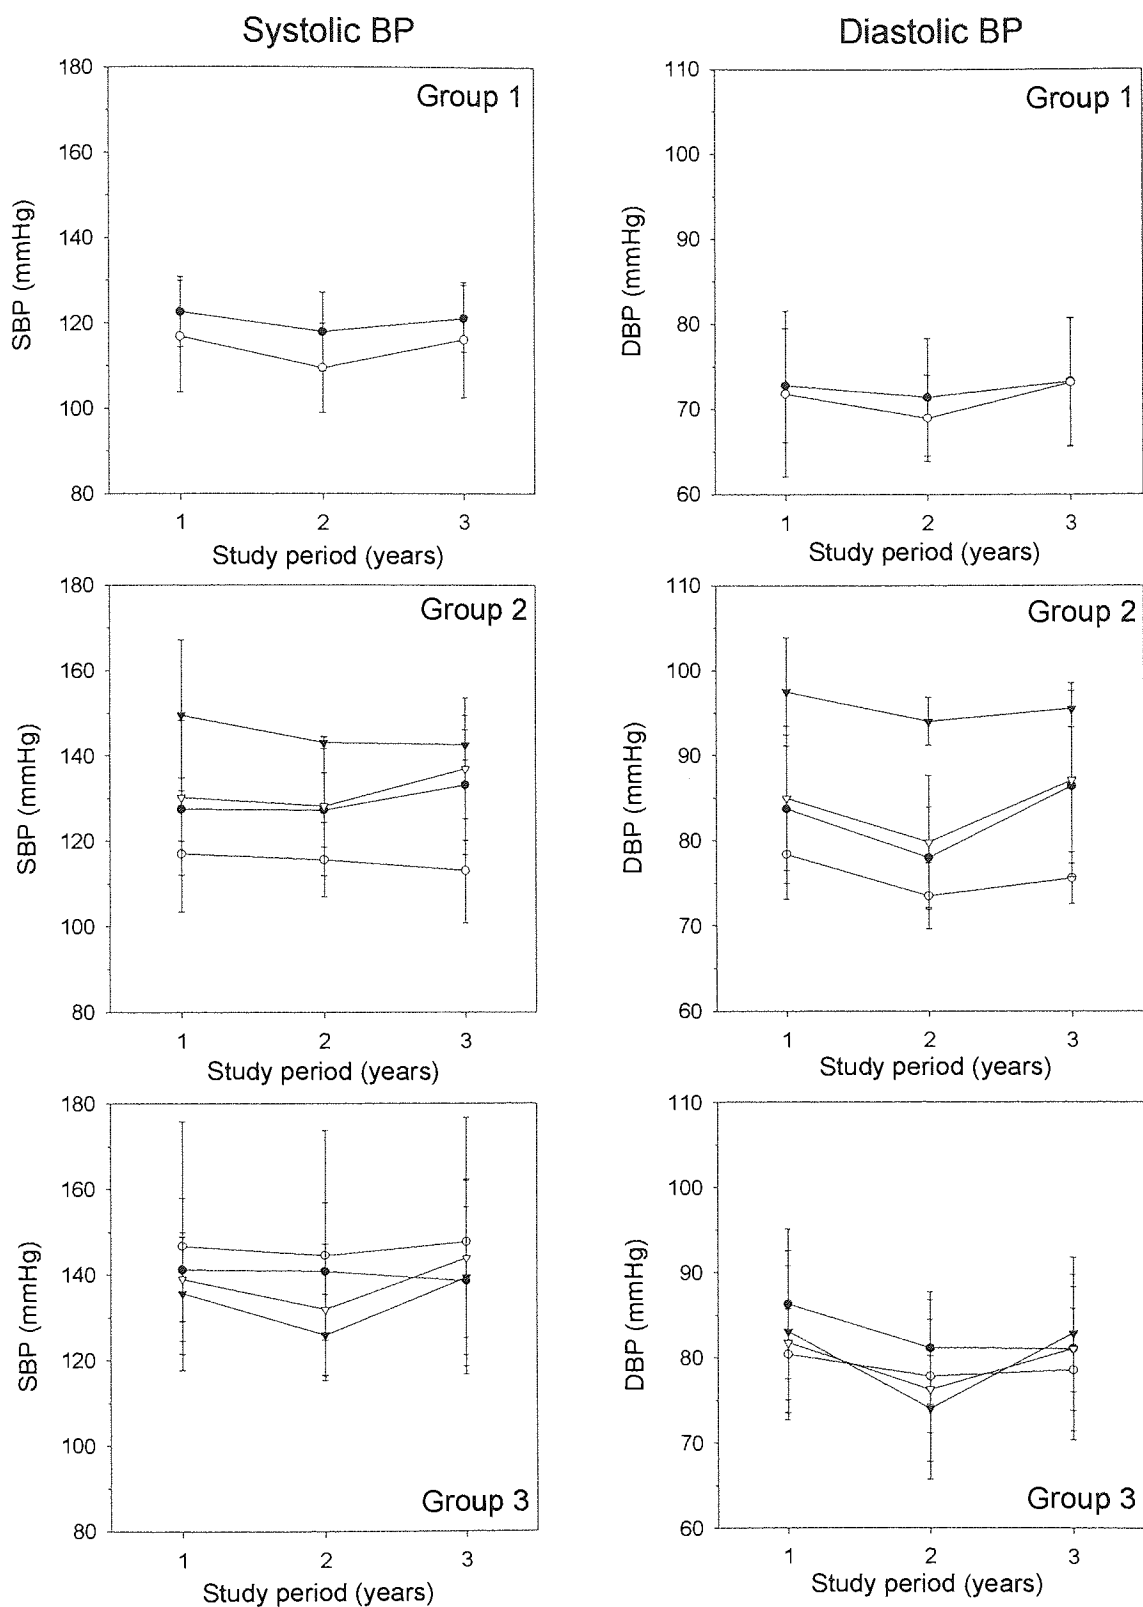 Systolic BP
Diastolic BP
180
160
140
120
100
80
SBP (mmHg)
Group 1
1 2 3
Study period (years)
110
100
90
80
70
60
DBP (mmHg)
Group 1
1 2 3
Study period (years)
180
160
140
120
100
80
SBP (mmHg)
Group 2
1 2 3
Study period (years)
110
100
90
80
70
60
DBP (mmHg)
Group 2
1 2 3
Study period (years)
180
160
140
120
100
80
SBP (mmHg)
Group 3
1 2 3
Study period (years)
110
100
90
80
70
60
DBP (mmHg)
Group 3
1 2 3
Study period (years)